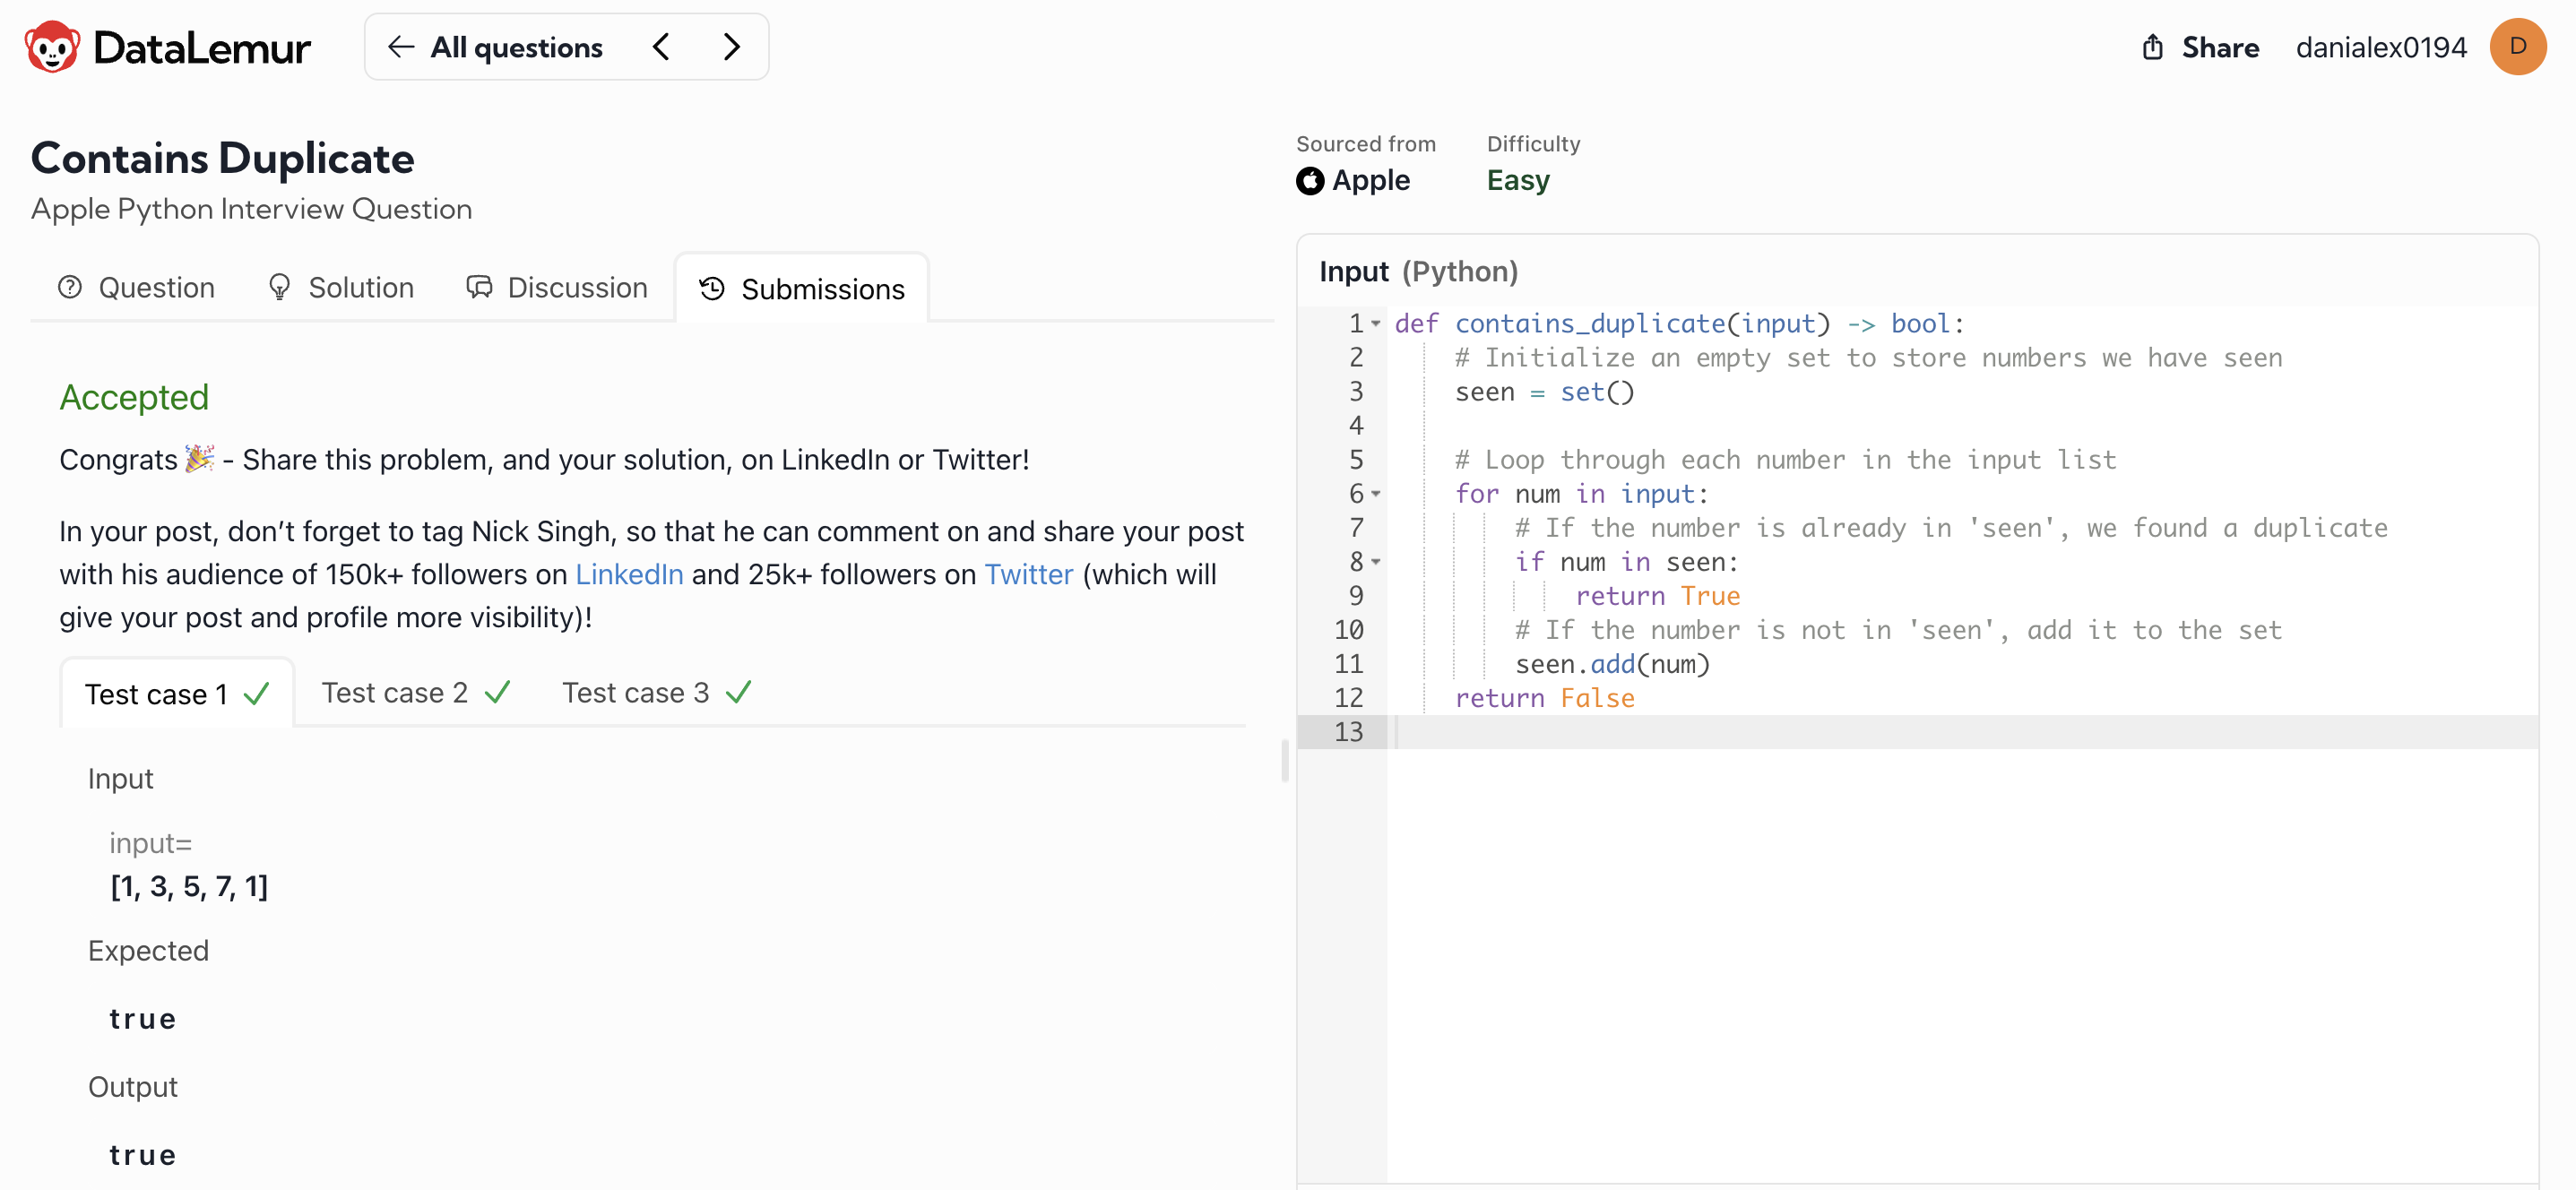 DataLemur
← All questions
Share danialex0194 D
Contains Duplicate
Apple Python Interview Question
Question Solution Discussion Submissions
Accepted
Congrats 🎉 - Share this problem, and your solution, on LinkedIn or Twitter!
In your post, don’t forget to tag Nick Singh, so that he can comment on and share your post
with his audience of 150k+ followers on LinkedIn and 25k+ followers on Twitter (which will
give your post and profile more visibility)!
Test case 1 ✓ Test case 2 ✓ Test case 3 ✓
Input
input=
[1, 3, 5, 7, 1]
Expected
true
Output
true
Sourced from Difficulty
Apple Easy
Input (Python)
1 def contains_duplicate(input) -> bool:
2     # Initialize an empty set to store numbers we have seen
3     seen = set()
4
5     # Loop through each number in the input list
6     for num in input:
7         # If the number is already in 'seen', we found a duplicate
8         if num in seen:
9             return True
10         # If the number is not in 'seen', add it to the set
11         seen.add(num)
12     return False
13